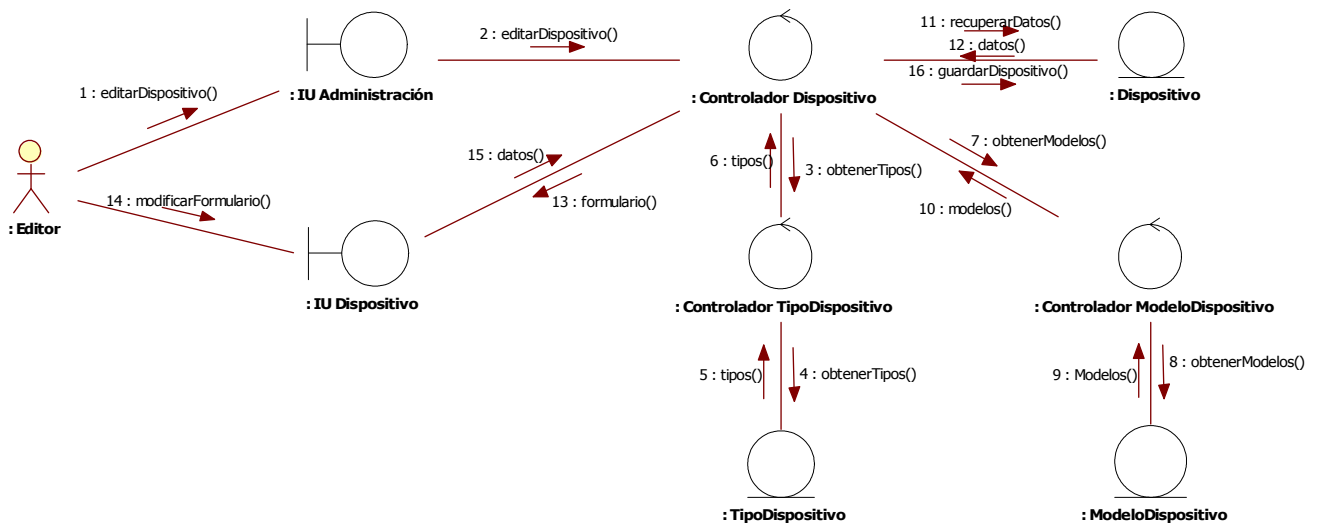 11 : recuperarDatos()
2 : editarDispositivo()
12 : datos()
16 : guardarDispositivo()
1 : editarDispositivo()
: IU Administración
: Controlador Dispositivo
: Dispositivo
7 : obtenerModelos()
15 : datos()
6 : tipos()
3 : obtenerTipos()
14 : modificarFormulario()
13 : formulario()
10 : modelos()
: Editor
: IU Dispositivo
: Controlador TipoDispositivo
: Controlador ModeloDispositivo
8 : obtenerModelos()
5 : tipos()
4 : obtenerTipos()
9 : Modelos()
: TipoDispositivo
: ModeloDispositivo